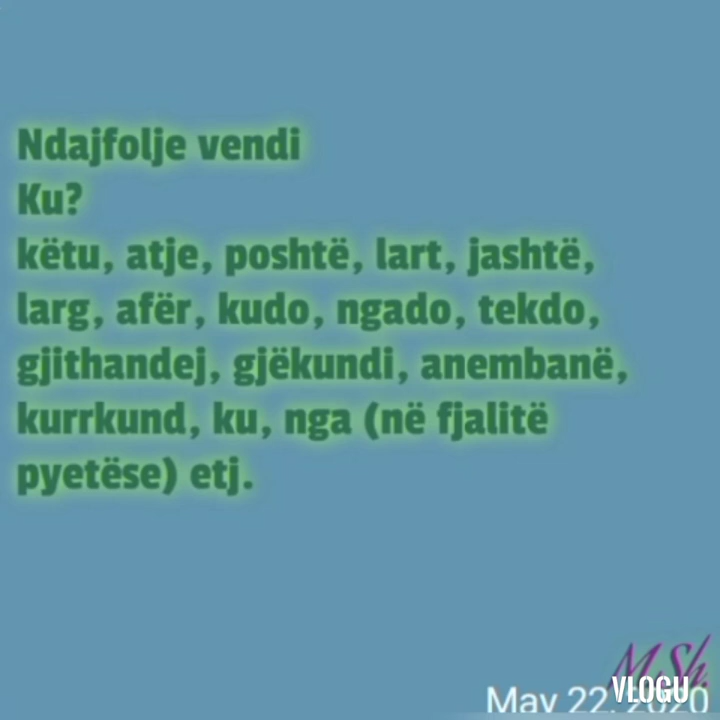 Ndajfolje vendi
Ku?
këtu, atje, poshtë, lart, jashtë,
larg, afër, kudo, ngado, tekdo,
gjithandej, gjëkundi, anembanë,
kurrkund, ku, nga (në fjalitë
pyetëse) etj.
M.Sh.
VLOGU
May 22, 2020